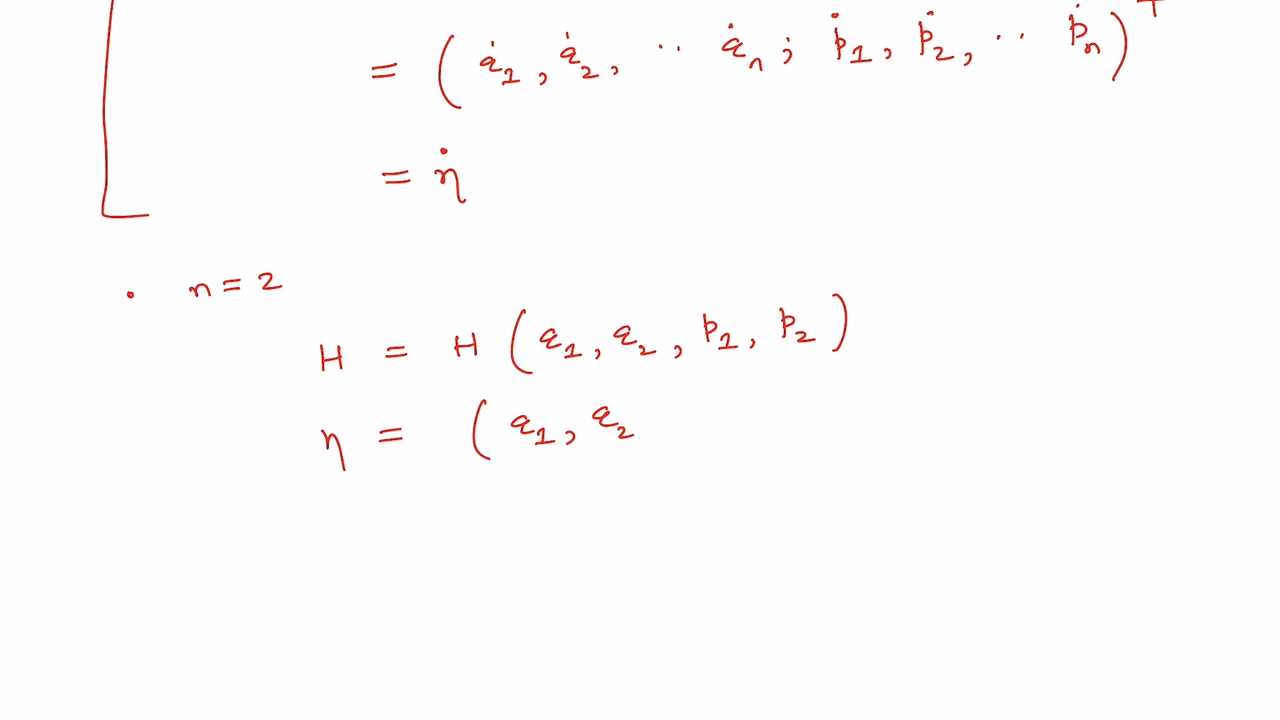 = ( q̇₁, q̇₂, ·· q̇ₙ ; ṗ₁, ṗ₂, ·· ṗₙ )ᵀ
= η̇
· n = 2
H = H ( q₁, q₂, p₁, p₂ )
η = ( q₁, q₂